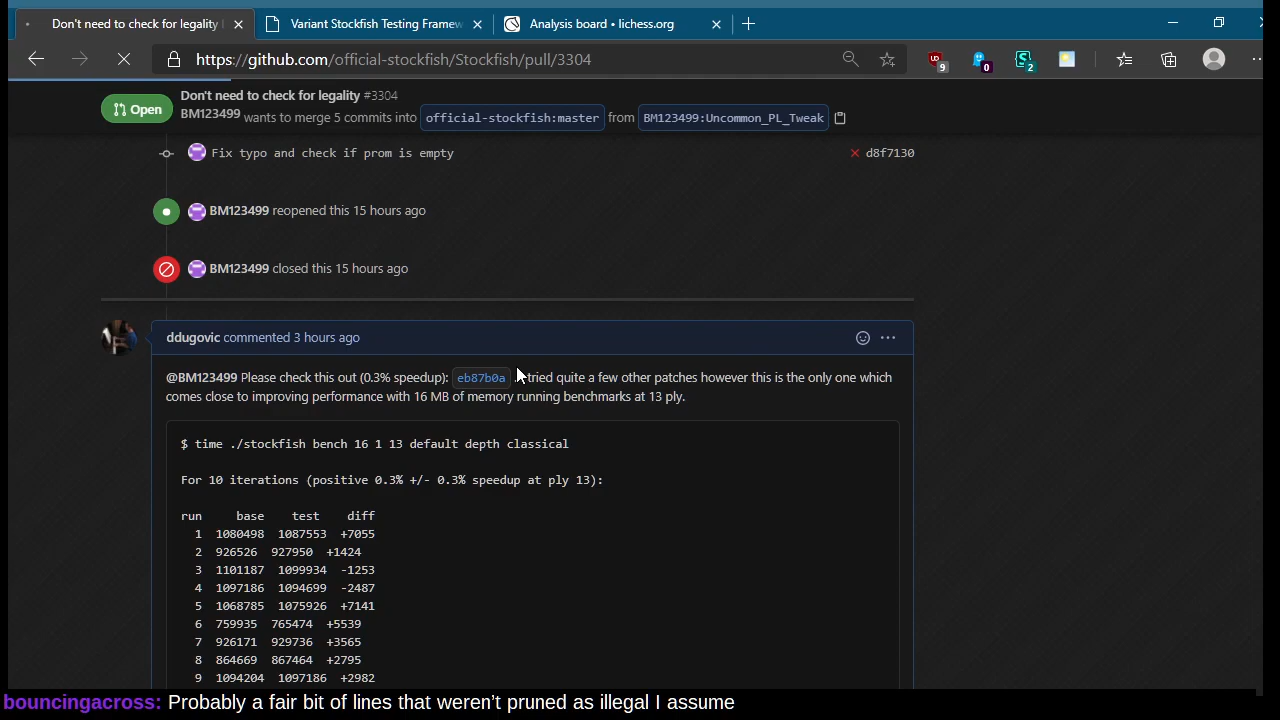 Don't need to check for legality
Variant Stockfish Testing Framew
Analysis board • lichess.org
https://github.com/official-stockfish/Stockfish/pull/3304
9
0
2
Open
Don't need to check for legality #3304
BM123499 wants to merge 5 commits into official-stockfish:master from BM123499:Uncommon_PL_Tweak
Fix typo and check if prom is empty
d8f7130
BM123499 reopened this 15 hours ago
BM123499 closed this 15 hours ago
ddugovic commented 3 hours ago
@BM123499 Please check this out (0.3% speedup): eb87b0a . tried quite a few other patches however this is the only one which
comes close to improving performance with 16 MB of memory running benchmarks at 13 ply.
$ time ./stockfish bench 16 1 13 default depth classical
For 10 iterations (positive 0.3% +/- 0.3% speedup at ply 13):
run base test diff
1 1080498 1087553 +7055
2 926526 927950 +1424
3 1101187 1099934 -1253
4 1097186 1094699 -2487
5 1068785 1075926 +7141
6 759935 765474 +5539
7 926171 929736 +3565
8 864669 867464 +2795
9 1094204 1097186 +2982
bouncingacross: Probably a fair bit of lines that weren't pruned as illegal I assume